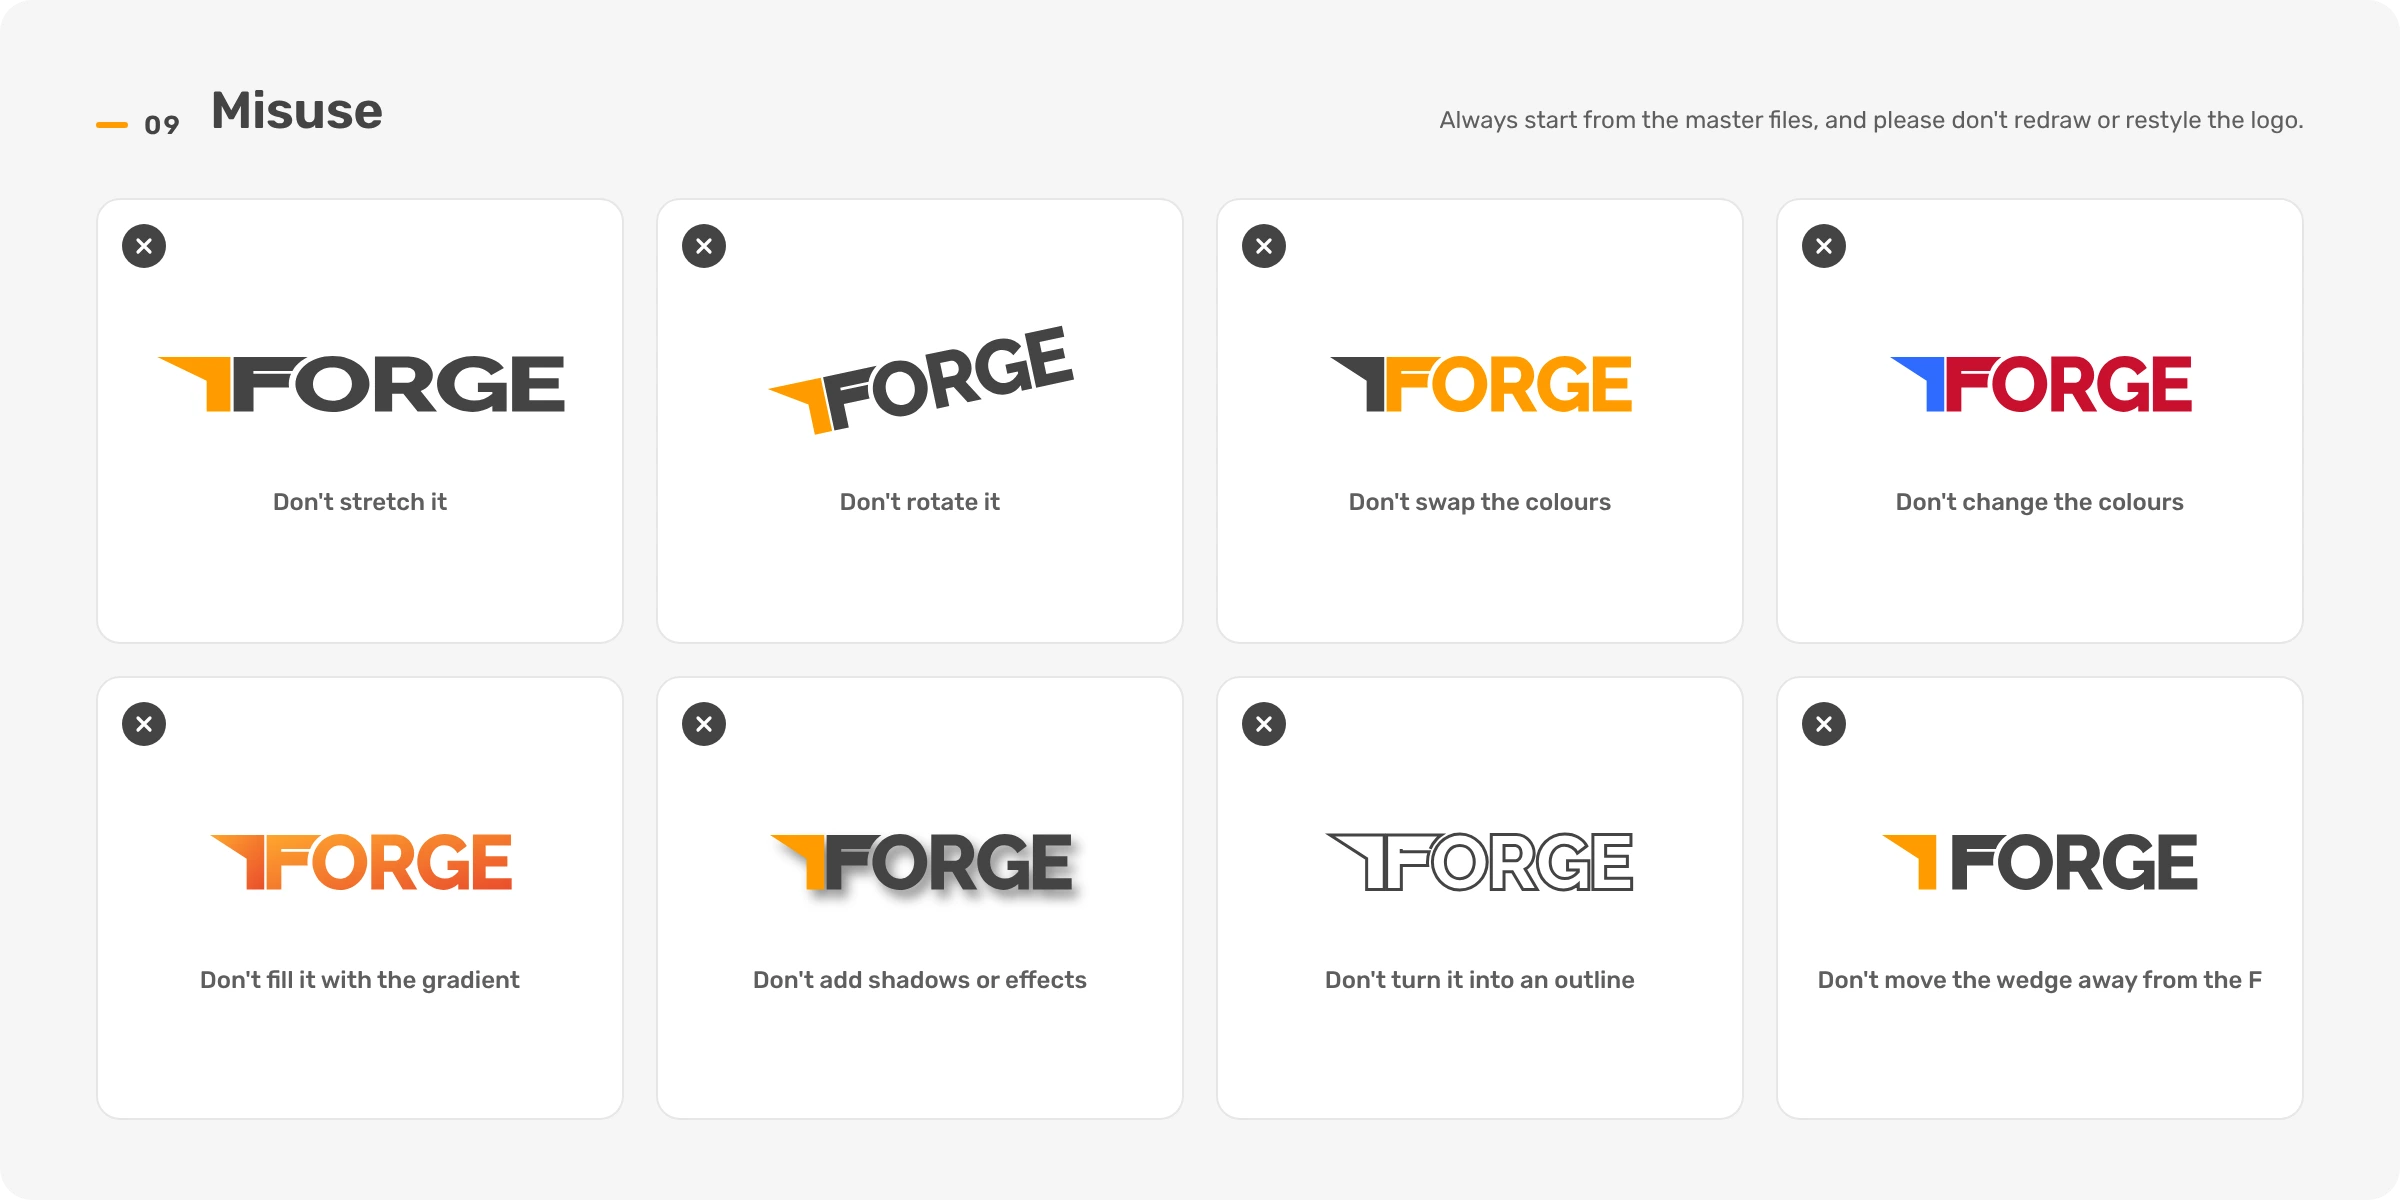 09 Misuse
Always start from the master files, and please don't redraw or restyle the logo.
FORGE
Don't stretch it
FORGE
Don't rotate it
FORGE
Don't swap the colours
FORGE
Don't change the colours
FORGE
Don't fill it with the gradient
FORGE
Don't add shadows or effects
FORGE
Don't turn it into an outline
FORGE
Don't move the wedge away from the F